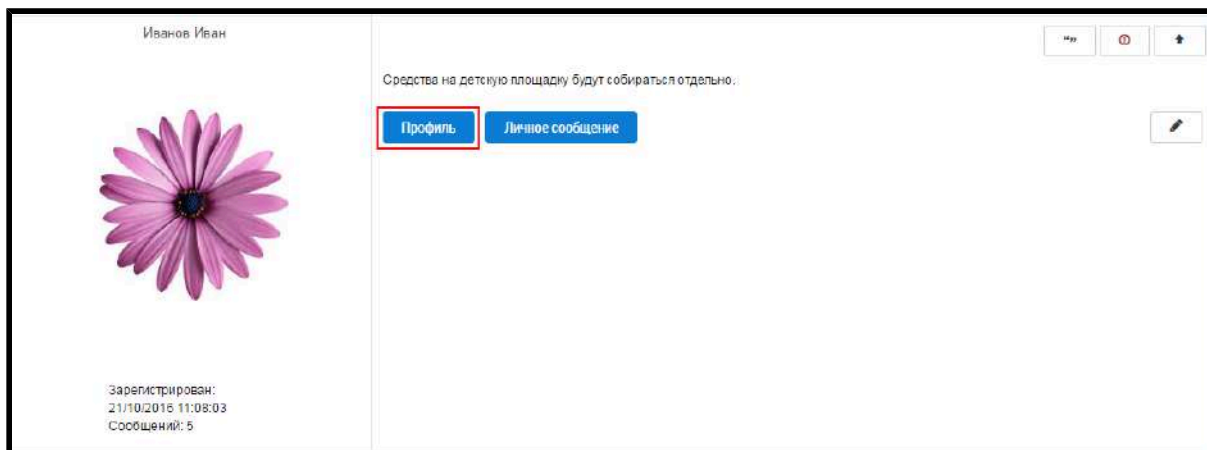 Иванов Иван
Средства на детскую площадку будут собираться отдельно.
Профиль
Личное сообщение
Зарегистрирован:
21/10/2016 11:08:03
Сообщений: 5